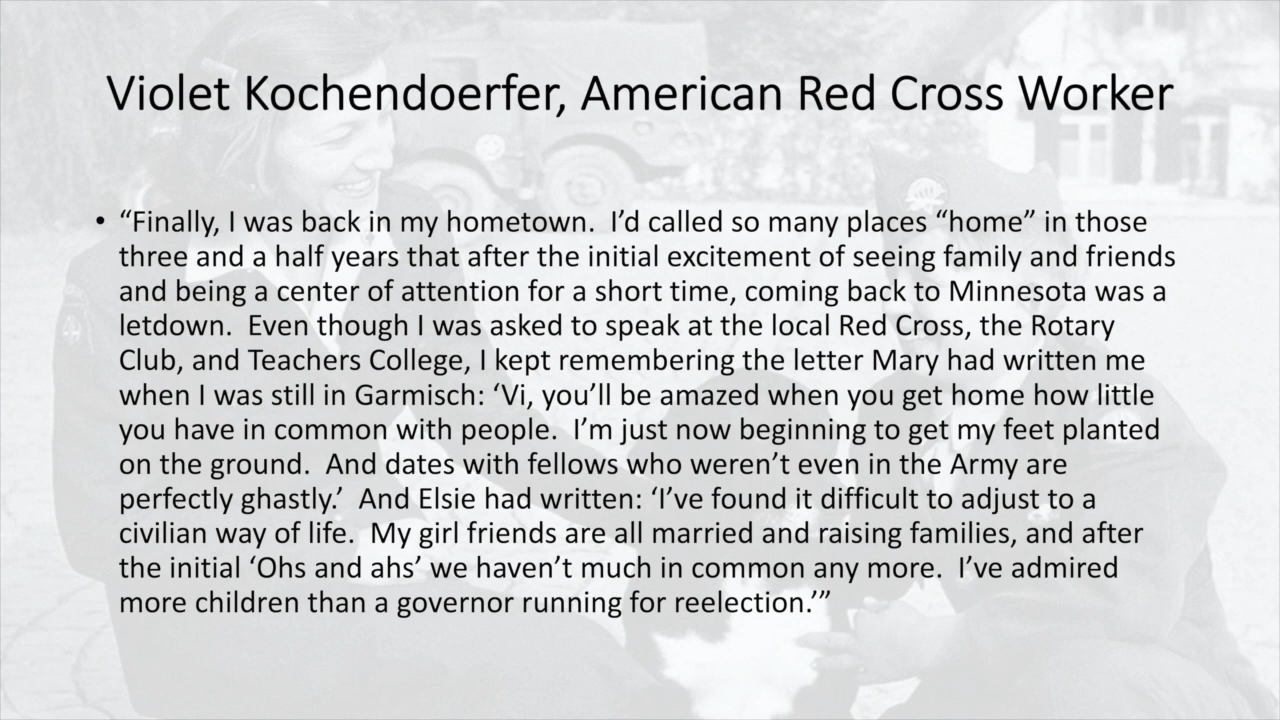 Violet Kochendoerfer, American Red Cross Worker
• “Finally, I was back in my hometown.  I’d called so many places “home” in those
three and a half years that after the initial excitement of seeing family and friends
and being a center of attention for a short time, coming back to Minnesota was a
letdown.  Even though I was asked to speak at the local Red Cross, the Rotary
Club, and Teachers College, I kept remembering the letter Mary had written me
when I was still in Garmisch: ‘Vi, you’ll be amazed when you get home how little
you have in common with people.  I’m just now beginning to get my feet planted
on the ground.  And dates with fellows who weren’t even in the Army are
perfectly ghastly.’  And Elsie had written: ‘I’ve found it difficult to adjust to a
civilian way of life.  My girl friends are all married and raising families, and after
the initial ‘Ohs and ahs’ we haven’t much in common any more.  I’ve admired
more children than a governor running for reelection.’”